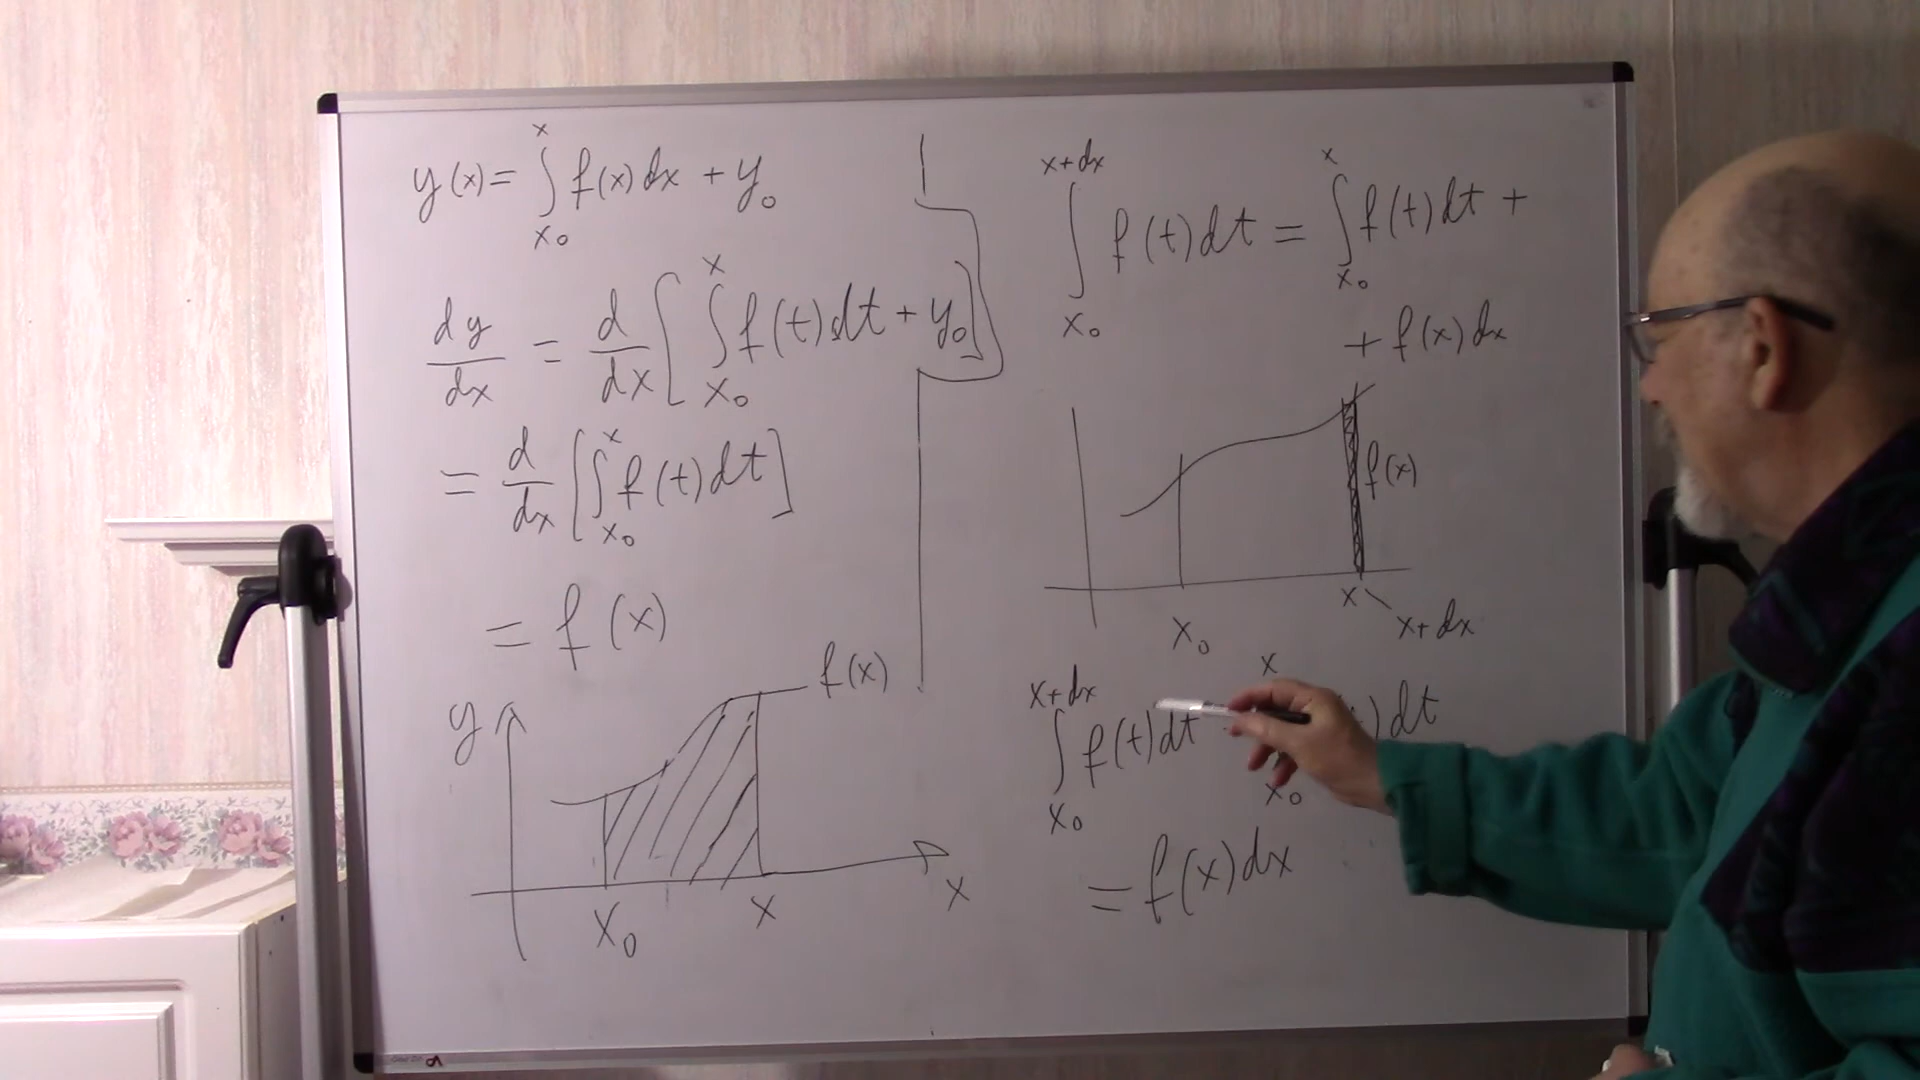 y(x) = ∫_{x₀}^{x} f(x) dx + y₀
dy/dx = d/dx [ ∫_{x₀}^{x} f(t) dt + y₀ ]
= d/dx [ ∫_{x₀}^{x} f(t) dt ]
= f(x)
f(x)
y
x₀ x x
∫_{x₀}^{x+dx} f(t) dt = ∫_{x₀}^{x} f(t) dt +
+ f(x) dx
f(x)
x
x₀ x+dx
∫_{x₀}^{x+dx} f(t) dt x x₀ ) dt
= f(x) dx